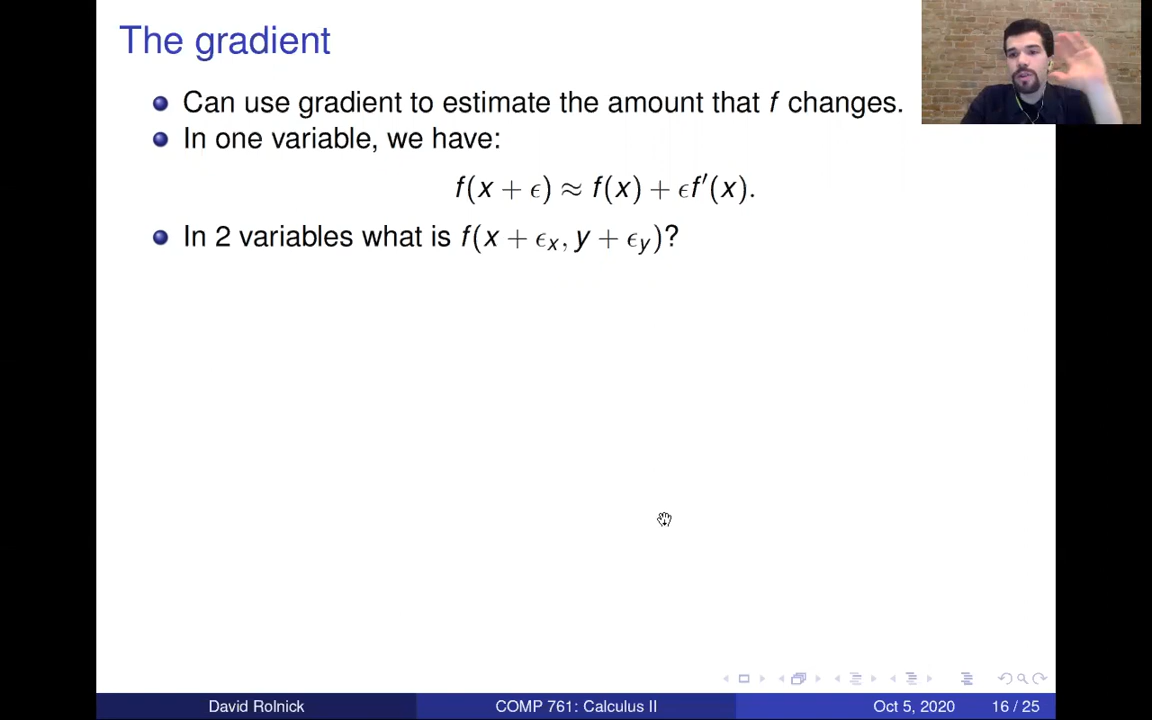 The gradient
Can use gradient to estimate the amount that f changes.
In one variable, we have:
f(x + ϵ) ≈ f(x) + ϵf′(x).
In 2 variables what is f(x + ϵₓ, y + ϵᵧ)?
David Rolnick COMP 761: Calculus II Oct 5, 2020 16 / 25